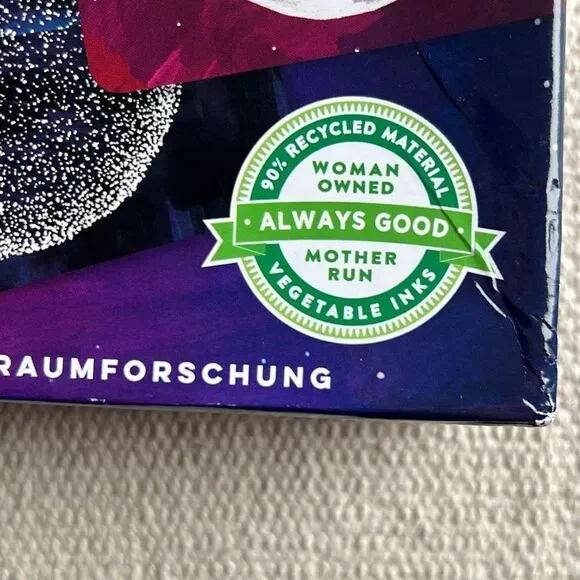 90% RECYCLED MATERIAL
WOMAN
OWNED
• ALWAYS GOOD •
MOTHER
RUN
VEGETABLE INKS
RAUMFORSCHUNG